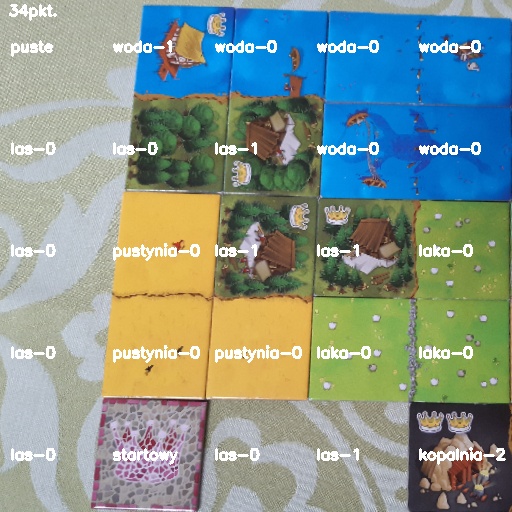 34pkt.
puste woda-1 woda-0 woda-0 woda-0
las-0 las-0 las-1 woda-0 woda-0
las-0 pustynia-0 las-1 las-1 laka-0
las-0 pustynia-0 pustynia-0 laka-0 laka-0
las-0 startowy las-0 las-1 kopalnia-2